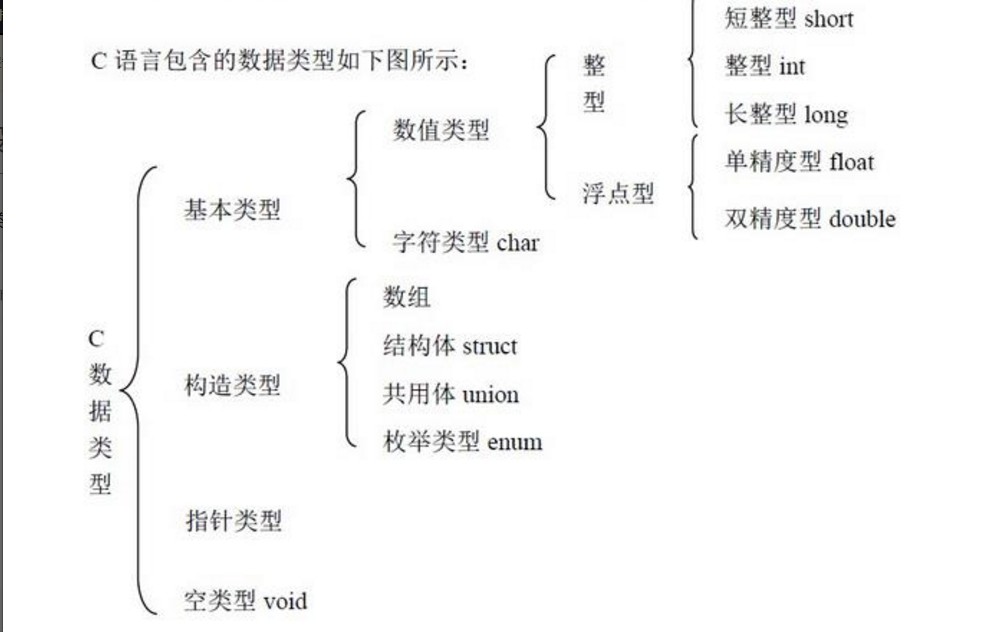 短整型 short
C 语言包含的数据类型如下图所示：
整型
整型 int
长整型 long
数值类型
单精度型 float
浮点型
基本类型
双精度型 double
字符类型 char
数组
C数据类型
结构体 struct
构造类型
共用体 union
枚举类型 enum
指针类型
空类型 void